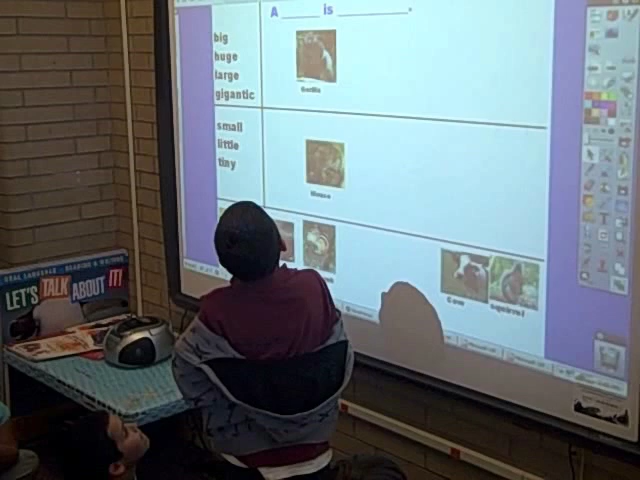 A ______ is __________.
big
huge
large
gigantic
Gorilla
small
little
tiny
Mouse
Cow
Squirrel
ORAL LANGUAGE READING & WRITING
LET'S TALK ABOUT IT!